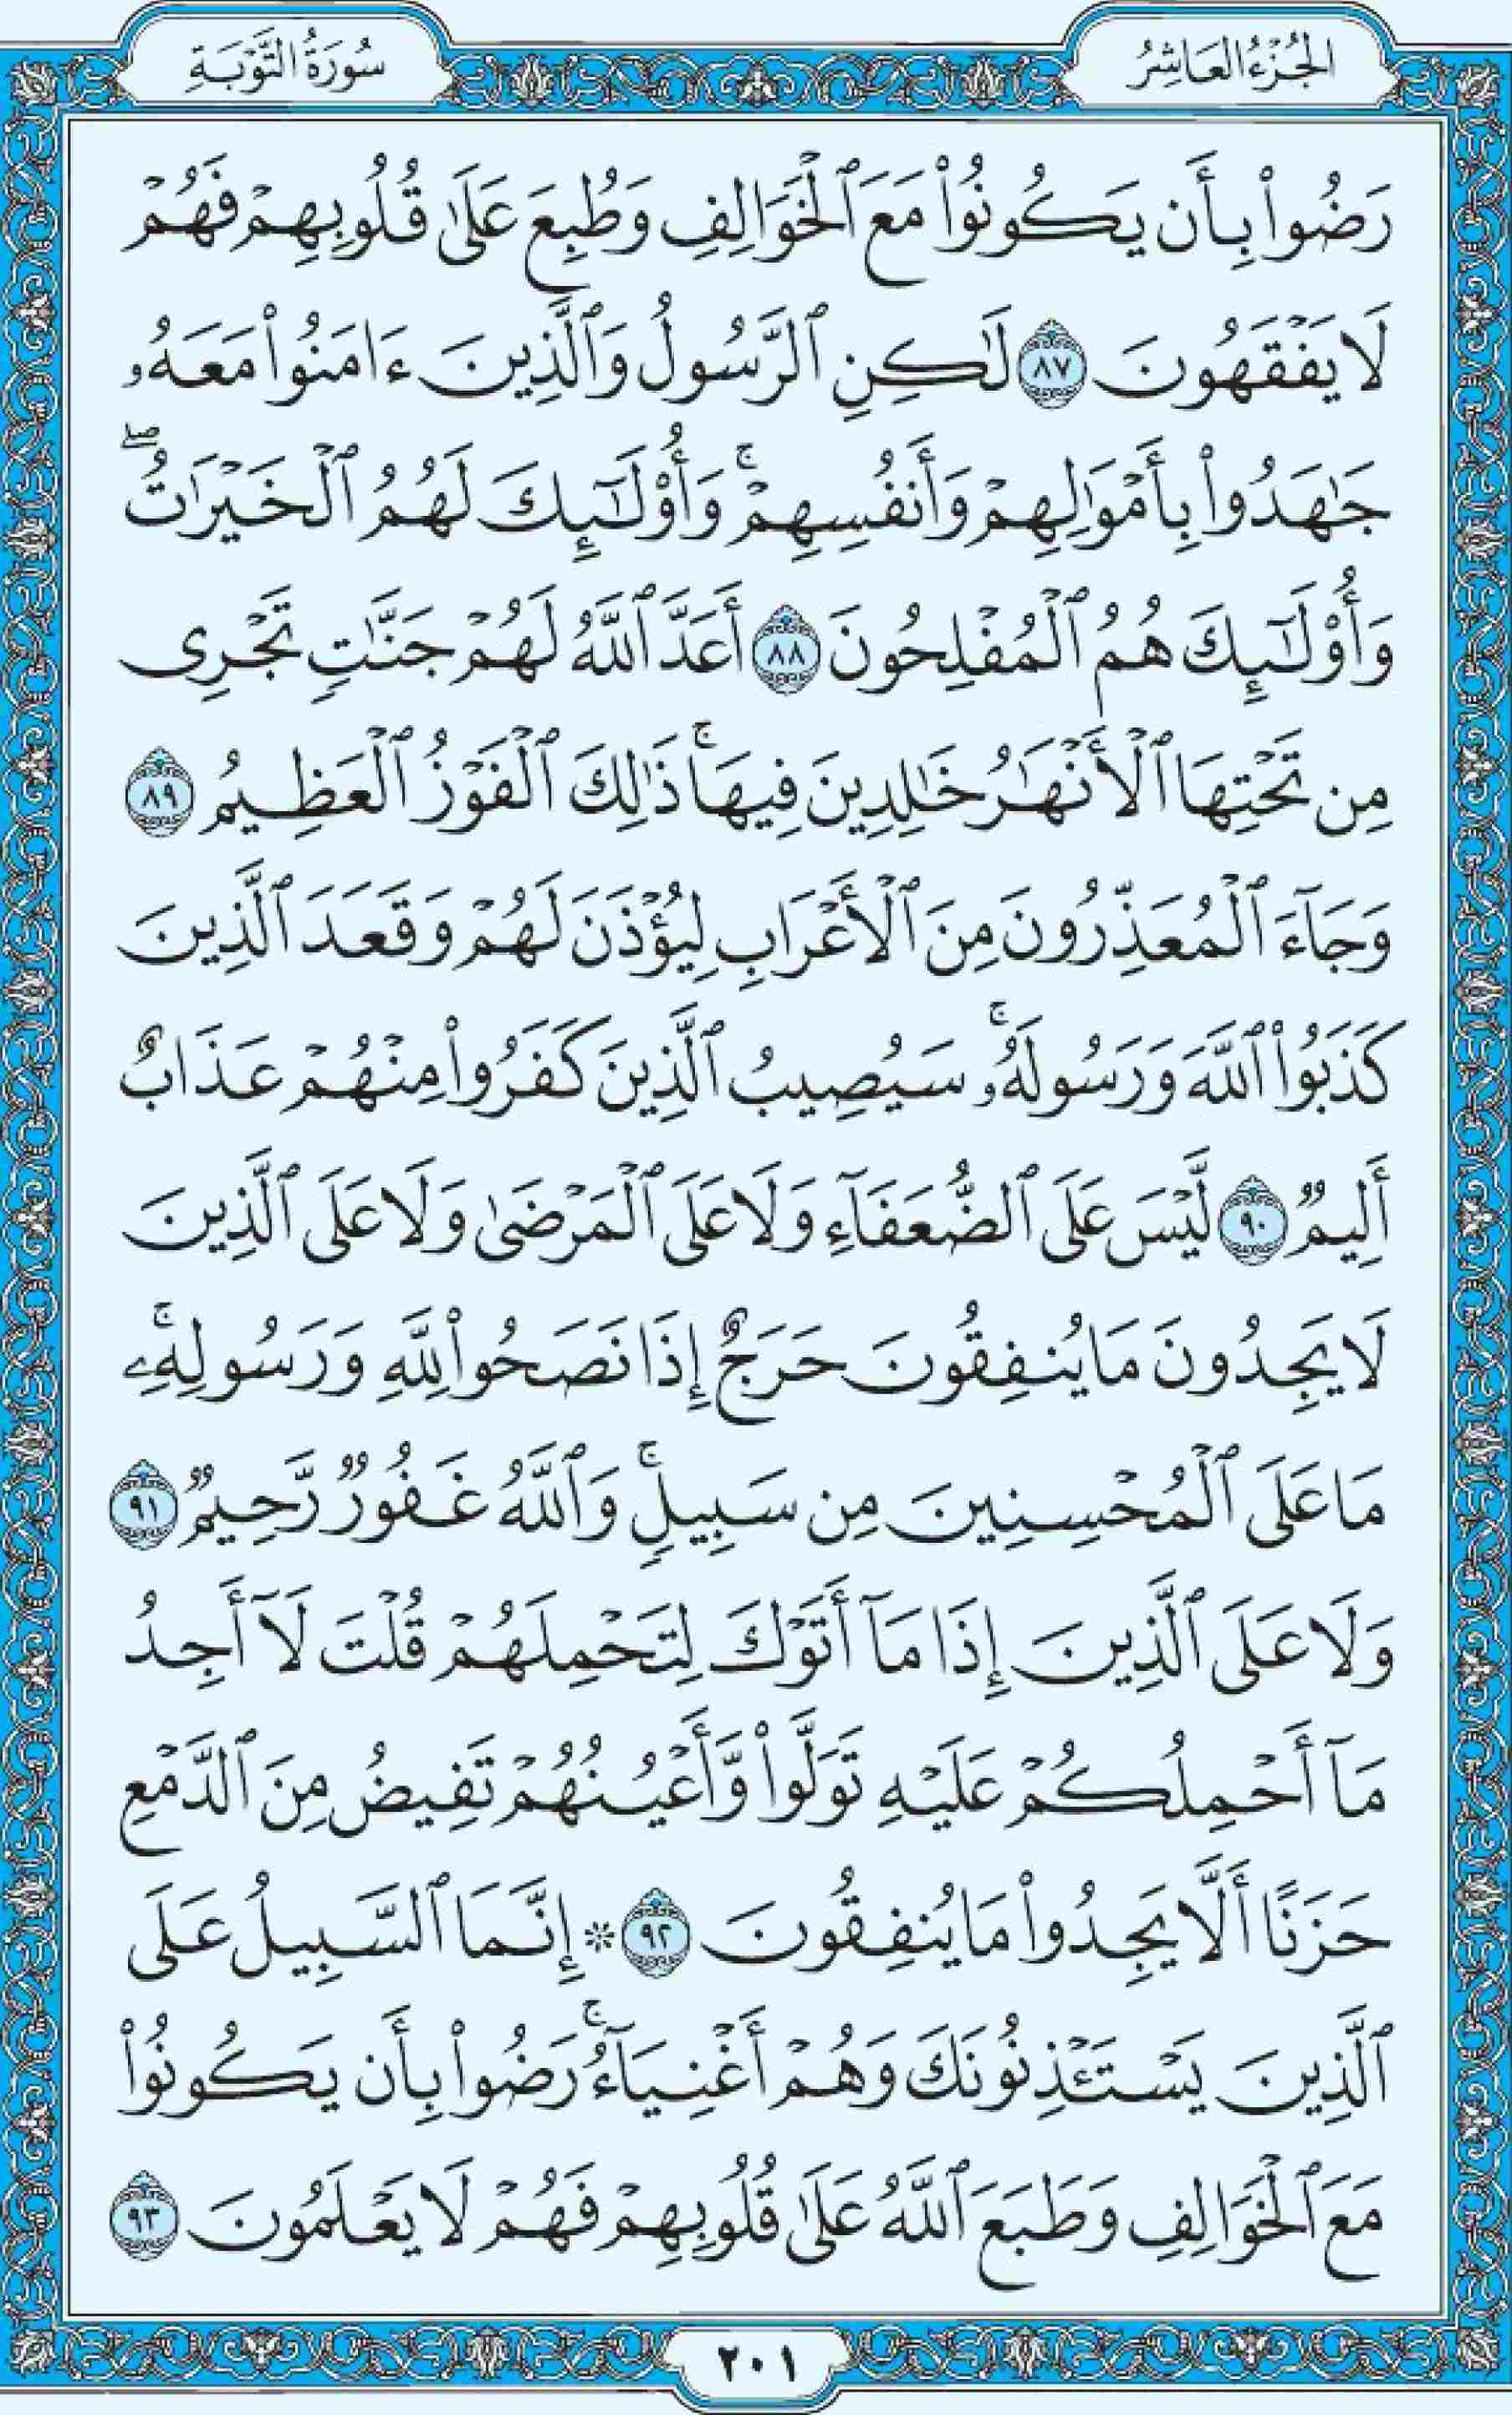 الجُزْءُ العَاشِرُ
سُورَةُ التَّوْبَةِ
رَضُوا۟ بِأَن يَكُونُوا۟ مَعَ ٱلْخَوَالِفِ وَطُبِعَ عَلَىٰ قُلُوبِهِمْ فَهُمْ
لَا يَفْقَهُونَ ٨٧ لَٰكِنِ ٱلرَّسُولُ وَٱلَّذِينَ ءَامَنُوا۟ مَعَهُۥ
جَٰهَدُوا۟ بِأَمْوَٰلِهِمْ وَأَنفُسِهِمْ ۚ وَأُو۟لَٰٓئِكَ لَهُمُ ٱلْخَيْرَٰتُ ۖ
وَأُو۟لَٰٓئِكَ هُمُ ٱلْمُفْلِحُونَ ٨٨ أَعَدَّ ٱللَّهُ لَهُمْ جَنَّٰتٍ تَجْرِى
مِن تَحْتِهَا ٱلْأَنْهَٰرُ خَٰلِدِينَ فِيهَا ۚ ذَٰلِكَ ٱلْفَوْزُ ٱلْعَظِيمُ ٨٩
وَجَآءَ ٱلْمُعَذِّرُونَ مِنَ ٱلْأَعْرَابِ لِيُؤْذَنَ لَهُمْ وَقَعَدَ ٱلَّذِينَ
كَذَبُوا۟ ٱللَّهَ وَرَسُولَهُۥ ۚ سَيُصِيبُ ٱلَّذِينَ كَفَرُوا۟ مِنْهُمْ عَذَابٌ
أَلِيمٌ ٩٠ لَّيْسَ عَلَى ٱلضُّعَفَآءِ وَلَا عَلَى ٱلْمَرْضَىٰ وَلَا عَلَى ٱلَّذِينَ
لَا يَجِدُونَ مَا يُنفِقُونَ حَرَجٌ إِذَا نَصَحُوا۟ لِلَّهِ وَرَسُولِهِۦ ۚ
مَا عَلَى ٱلْمُحْسِنِينَ مِن سَبِيلٍ ۚ وَٱللَّهُ غَفُورٌ رَّحِيمٌ ٩١
وَلَا عَلَى ٱلَّذِينَ إِذَا مَآ أَتَوْكَ لِتَحْمِلَهُمْ قُلْتَ لَآ أَجِدُ
مَآ أَحْمِلُكُمْ عَلَيْهِ تَوَلَّوا۟ وَّأَعْيُنُهُمْ تَفِيضُ مِنَ ٱلدَّمْعِ
حَزَنًا أَلَّا يَجِدُوا۟ مَا يُنفِقُونَ ٩٢ * إِنَّمَا ٱلسَّبِيلُ عَلَى
ٱلَّذِينَ يَسْتَـْٔذِنُونَكَ وَهُمْ أَغْنِيَآءُ ۚ رَضُوا۟ بِأَن يَكُونُوا۟
مَعَ ٱلْخَوَالِفِ وَطَبَعَ ٱللَّهُ عَلَىٰ قُلُوبِهِمْ فَهُمْ لَا يَعْلَمُونَ ٩٣
٢٠١